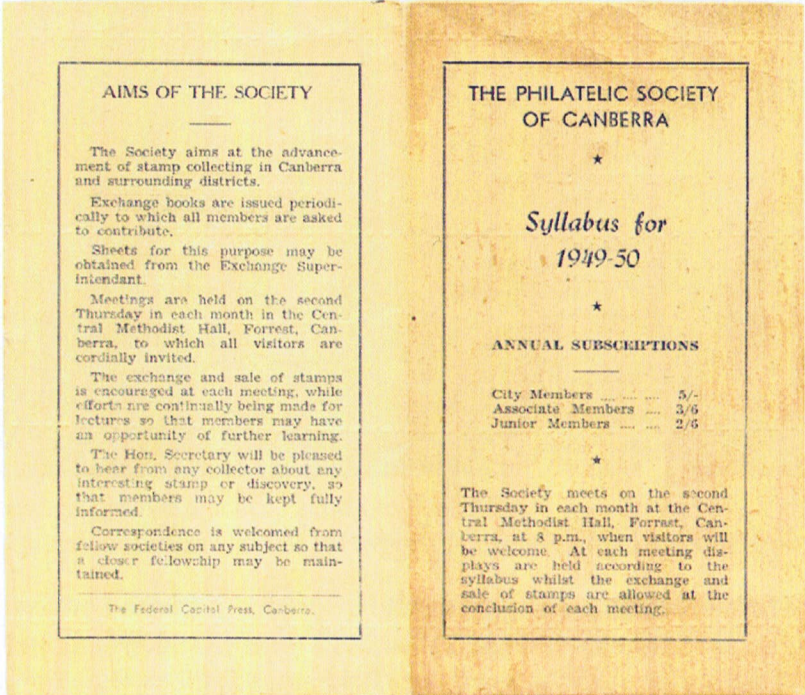 AIMS OF THE SOCIETY
The Society aims at the advance-
ment of stamp collecting in Canberra
and surrounding districts.
Exchange books are issued periodi-
cally to which all members are asked
to contribute.
Sheets for this purpose may be
obtained from the Exchange Super-
intendant.
Meetings are held on the second
Thursday in each month in the Cen-
tral Methodist Hall, Forrest, Can-
berra, to which all visitors are
cordially invited.
The exchange and sale of stamps
is encouraged at each meeting, while
efforts are continually being made for
lectures so that members may have
an opportunity of further learning.
The Hon. Secretary will be pleased
to hear from any collector about any
interesting stamp or discovery, so
that members may be kept fully
informed.
Correspondence is welcomed from
fellow societies on any subject so that
a closer fellowship may be main-
tained.
The Federal Capital Press, Canberra.
THE PHILATELIC SOCIETY
OF CANBERRA
★
Syllabus for
1949-50
★
ANNUAL SUBSCRIPTIONS
City Members .... .... .... 5/-
Associate Members .... 3/6
Junior Members .... .... 2/6
★
The Society meets on the second
Thursday in each month at the Cen-
tral Methodist Hall, Forrest, Can-
berra, at 8 p.m., when visitors will
be welcome. At each meeting dis-
plays are held according to the
syllabus whilst the exchange and
sale of stamps are allowed at the
conclusion of each meeting.